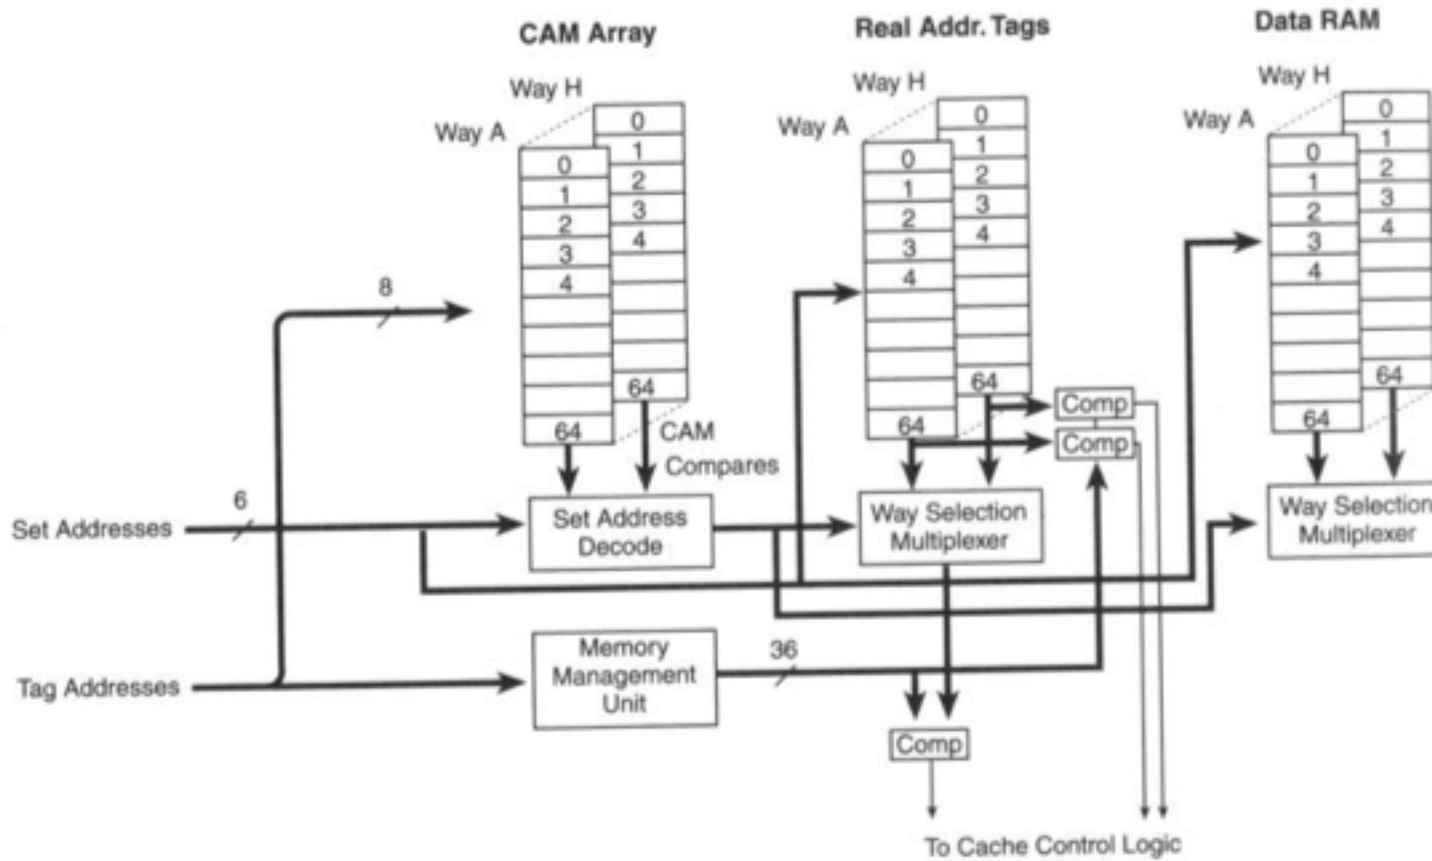 CAM Array
Real Addr. Tags
Data RAM
Way H
Way A
0
1
2
3
4
64
0
1
2
3
4
64
CAM
Compares
Way H
Way A
0
1
2
3
4
64
0
1
2
3
4
64
Comp
Comp
Way H
Way A
0
1
2
3
4
64
0
1
2
3
4
64
8
6
Set Addresses
Set Address
Decode
Way Selection
Multiplexer
Way Selection
Multiplexer
Tag Addresses
Memory
Management
Unit
36
Comp
To Cache Control Logic